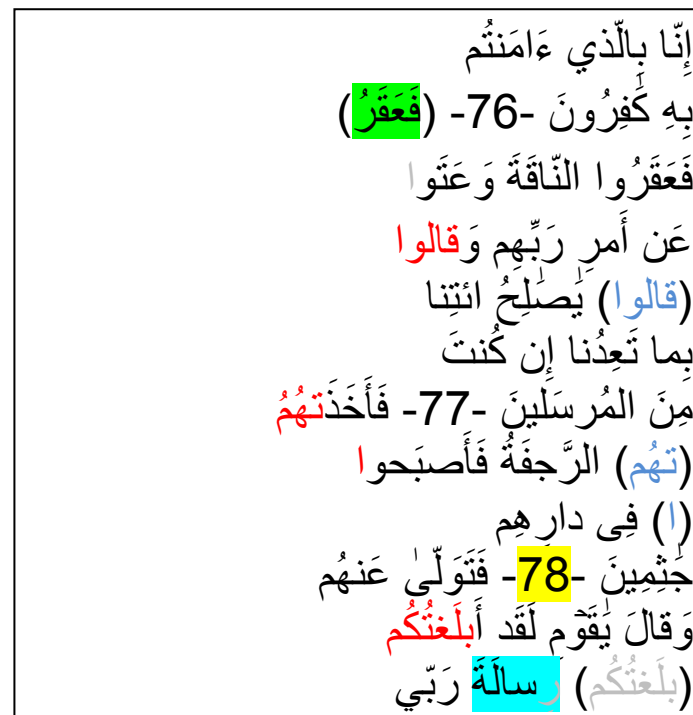 إِنّا بِالَّذي ءَامَنتُم
بِهِ كَٰفِرُونَ -76- (فَعَقَرُ)
فَعَقَرُوا النّاقَةَ وَعَتَوا
عَن أَمرِ رَبِّهِم وَقالوا
(قالوا) يَٰصَٰلِحُ ائتِنا
بِما تَعِدُنا إِن كُنتَ
مِنَ المُرسَلينَ -77- فَأَخَذَتهُمُ
(تهُم) الرَّجفَةُ فَأَصبَحوا
(ا) فِى دارِهِم
جَٰثِمِينَ -78- فَتَوَلّىٰ عَنهُم
وَقالَ يَٰقَوۡمِ لَقَد أَبلَغتُكُم
(بلَغتُكُم) رِسالَةَ رَبّي